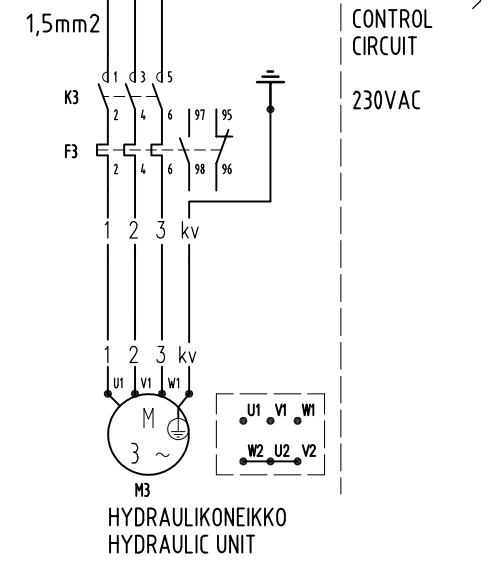 1,5mm2
CONTROL
CIRCUIT
230VAC
1 3 5
K3
2 4 6 97 95
F3
2 4 6 98 96
1 2 3 kv
1 2 3 kv
U1 V1 W1
M
3 ~
U1 V1 W1
W2 U2 V2
M3
HYDRAULIKONEIKKO
HYDRAULIC UNIT